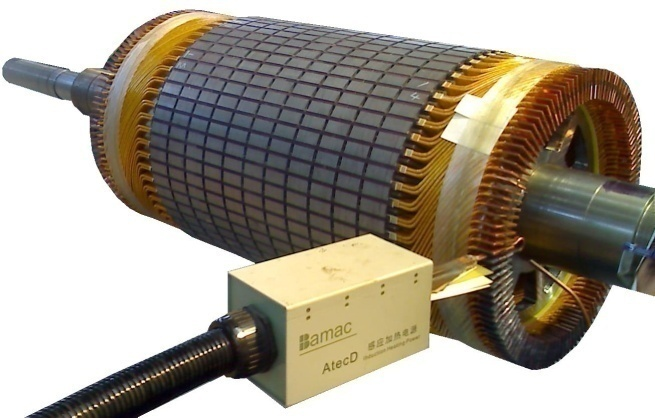 Bamac
AtecD
感应加热电源
Induction Heating Power